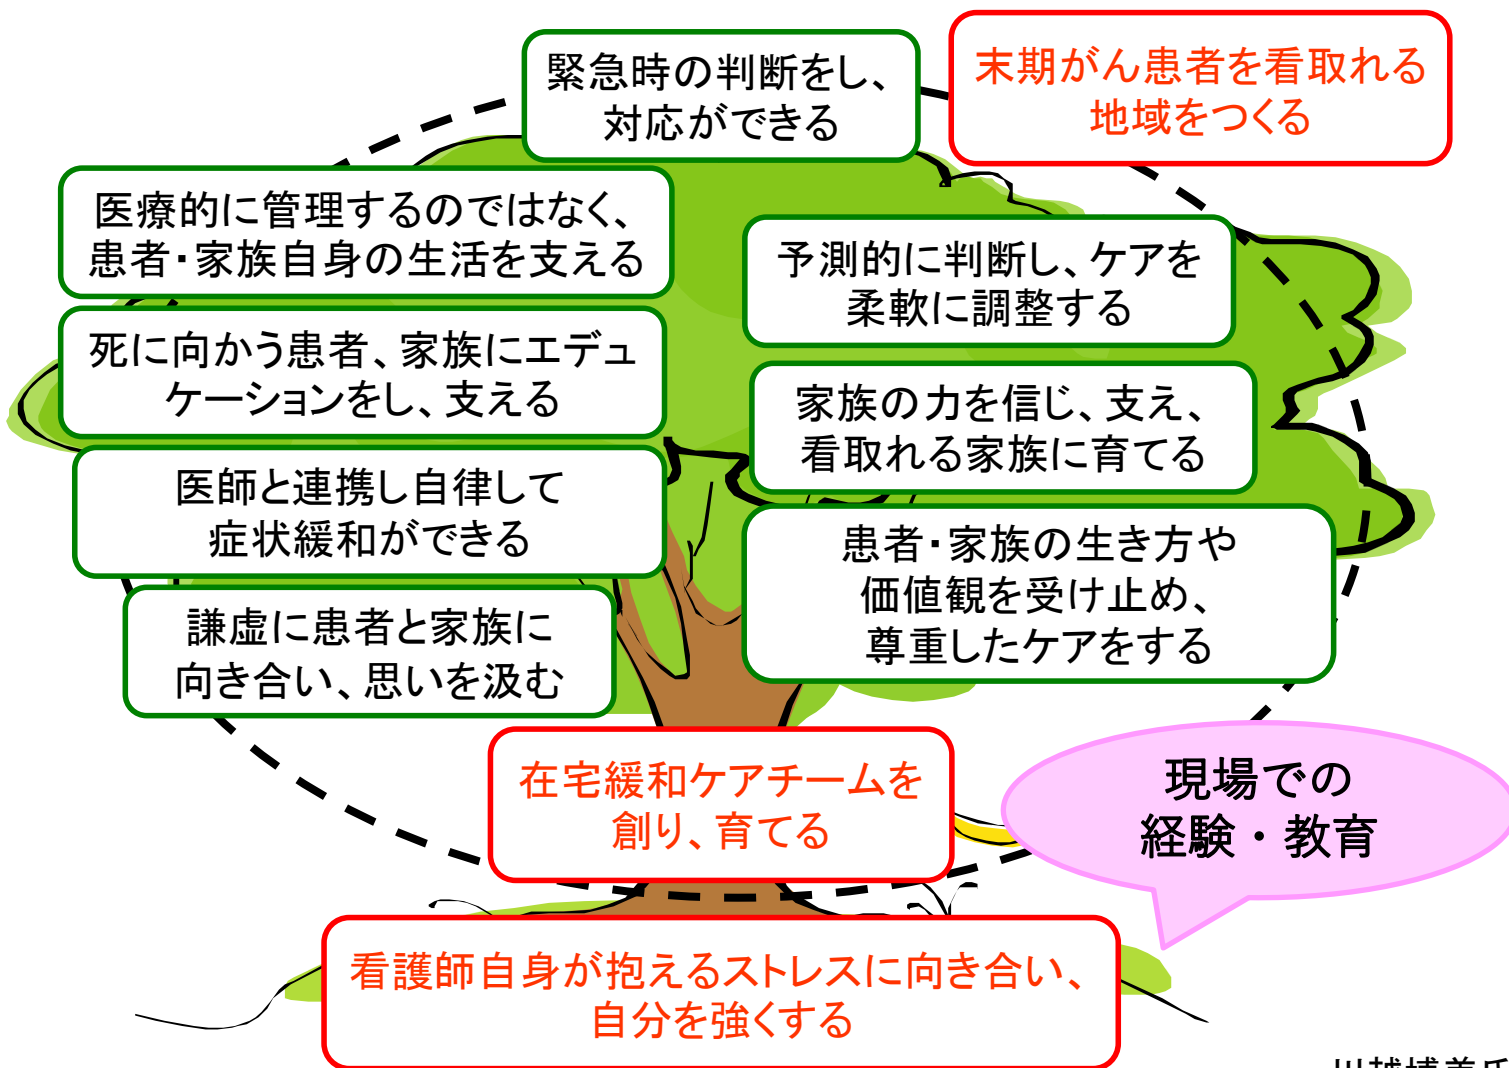 緊急時の判断をし、
対応ができる
末期がん患者を看取れる
地域をつくる
医療的に管理するのではなく、
患者・家族自身の生活を支える
予測的に判断し、ケアを
柔軟に調整する
死に向かう患者、家族にエデュ
ケーションをし、支える
家族の力を信じ、支え、
看取れる家族に育てる
医師と連携し自律して
症状緩和ができる
患者・家族の生き方や
価値観を受け止め、
尊重したケアをする
謙虚に患者と家族に
向き合い、思いを汲む
在宅緩和ケアチームを
創り、育てる
現場での
経験・教育
看護師自身が抱えるストレスに向き合い、
自分を強くする